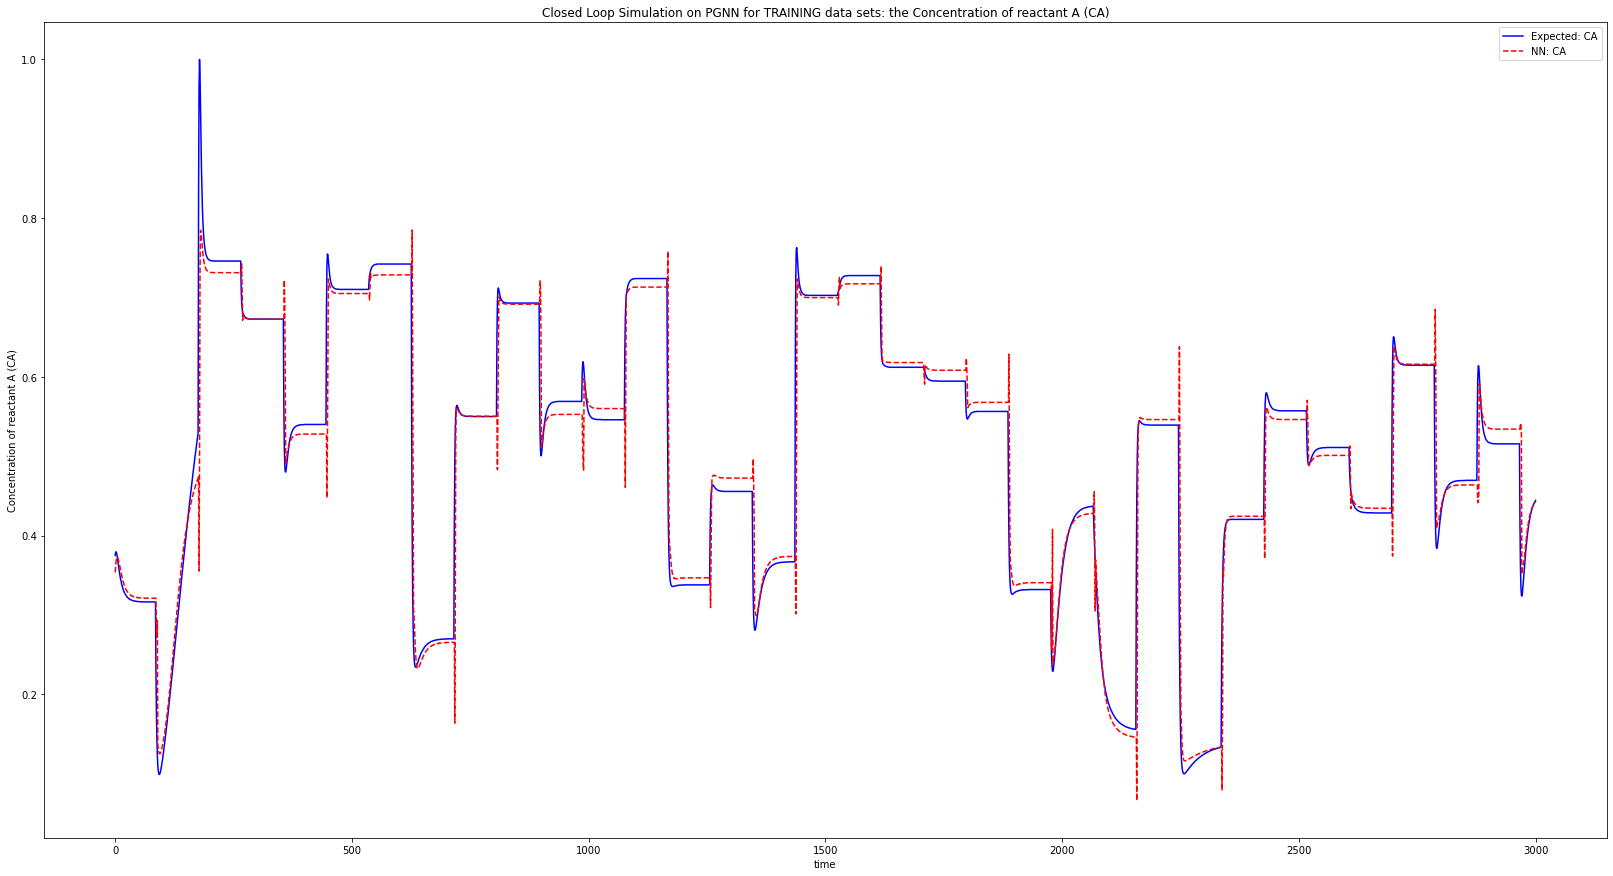 Closed Loop Simulation on PGNN for TRAINING data sets: the Concentration of reactant A (CA)
Expected: CA
NN: CA
Concentration of reactant A (CA)
1.0
0.8
0.6
0.4
0.2
0
500
1000
1500
2000
2500
3000
time